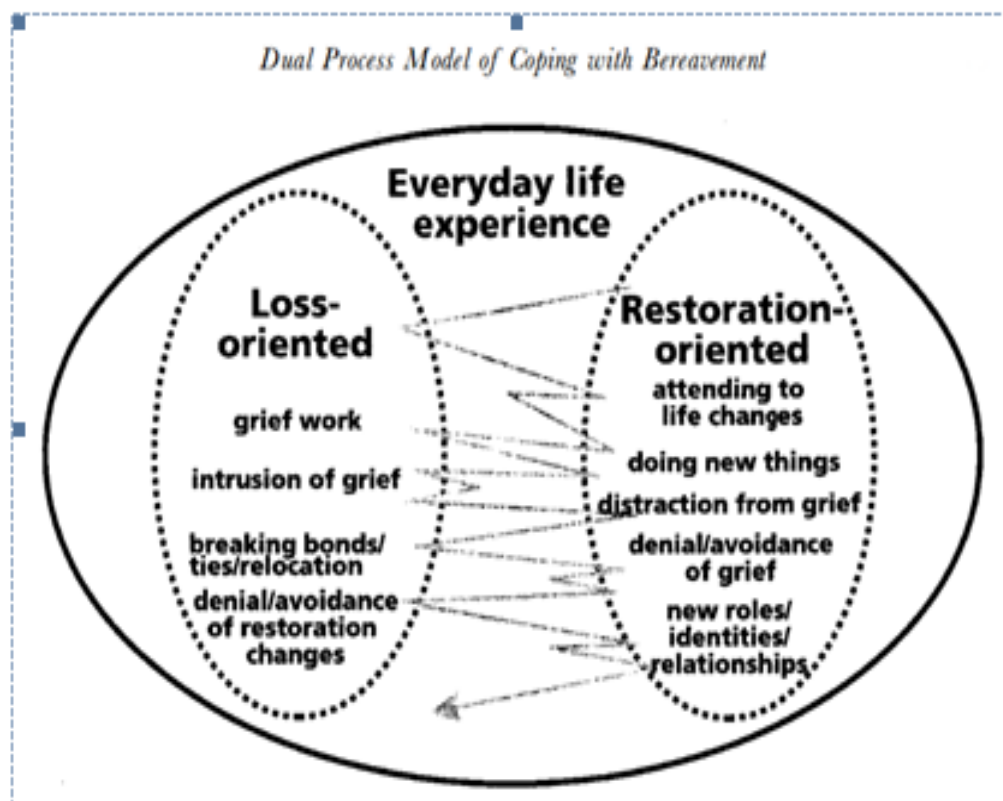 Dual Process Model of Coping with Bereavement
Everyday life
experience
Loss-
oriented
grief work
intrusion of grief
breaking bonds/
ties/relocation
denial/avoidance
of restoration
changes
Restoration-
oriented
attending to
life changes
doing new things
distraction from grief
denial/avoidance
of grief
new roles/
identities/
relationships